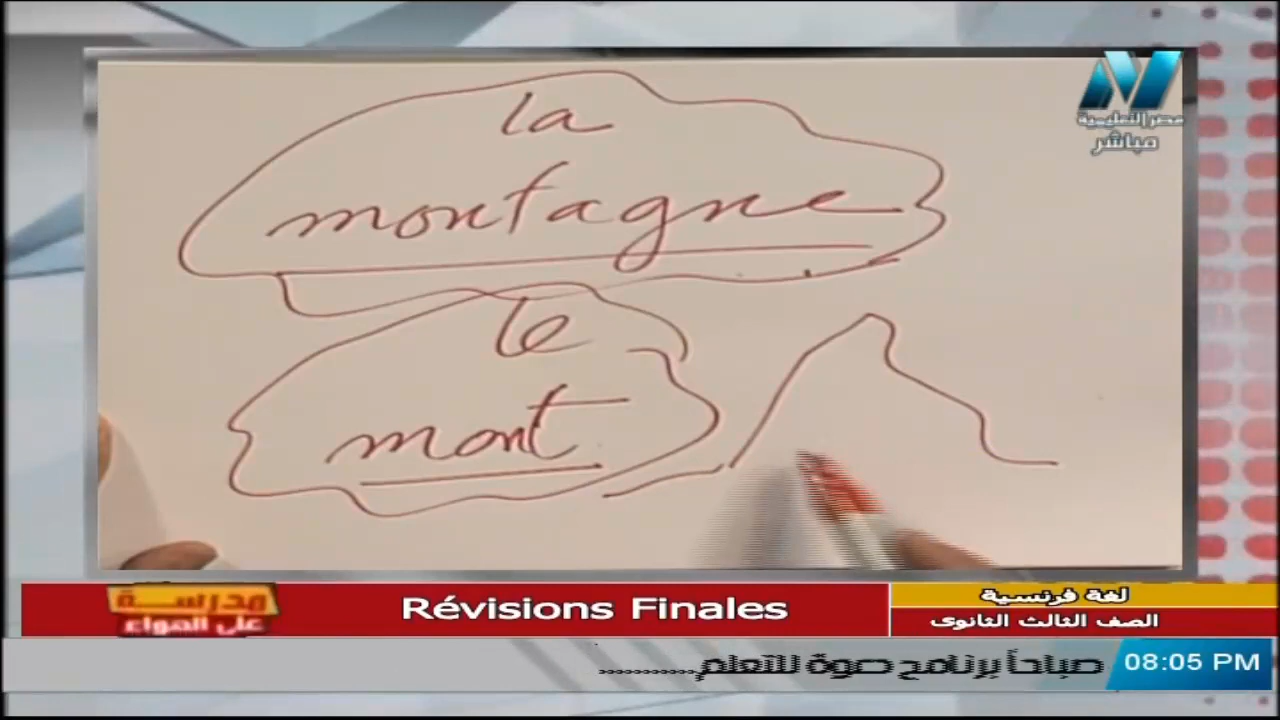 la
montagne
le
mont
مصر التعليمية
مباشر
مدرسة
على الهواء
Révisions Finales
لغة فرنسية
الصف الثالث الثانوى
صباحاً برنامج صوة للتعلم............
08:05 PM